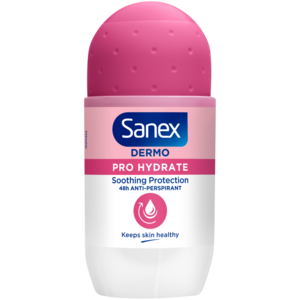 Sanex
DERMO
PRO HYDRATE
Soothing Protection
48h ANTI-PERSPIRANT
Keeps skin healthy